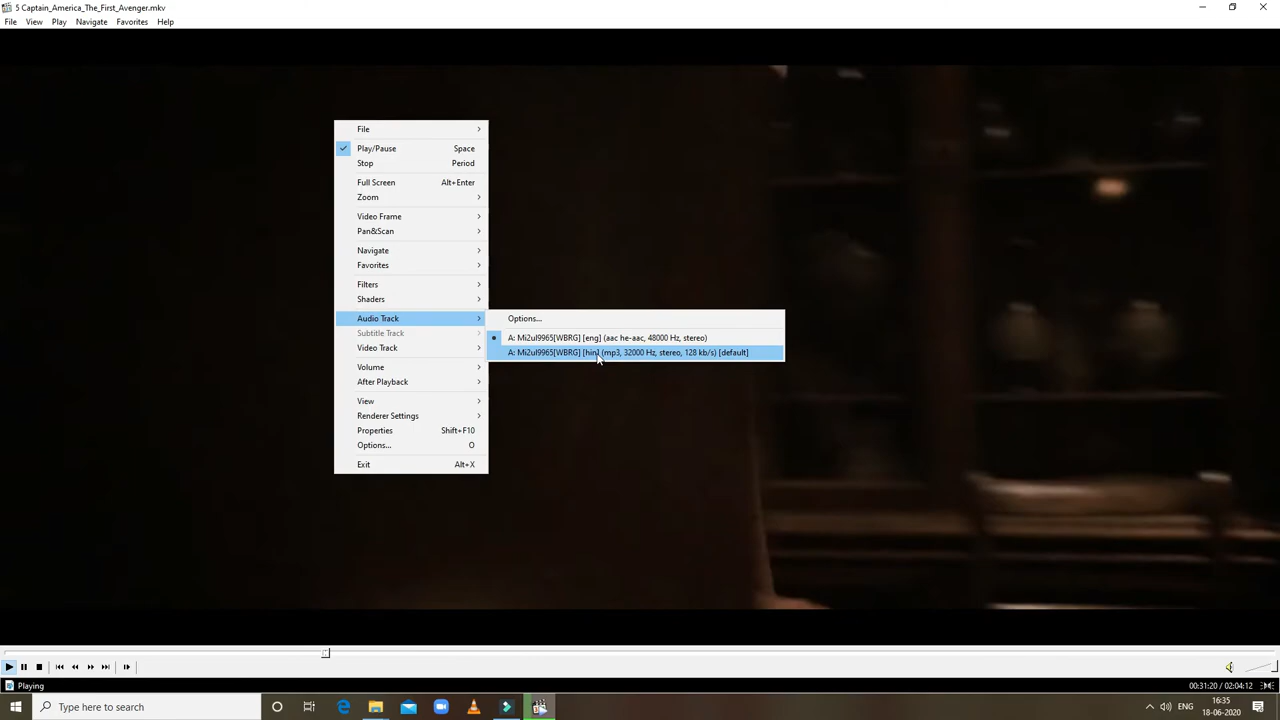 5 Captain_America_The_First_Avenger.mkv
File View Play Navigate Favorites Help
File
Play/Pause Space
Stop Period
Full Screen Alt+Enter
Zoom
Video Frame
Pan&Scan
Navigate
Favorites
Filters
Shaders
Audio Track
Subtitle Track
Video Track
Volume
After Playback
View
Renderer Settings
Properties Shift+F10
Options... O
Exit Alt+X
Options...
A: Mi2ul9965[WBRG] [eng] (aac he-aac, 48000 Hz, stereo)
A: Mi2ul9965[WBRG] [hin] (mp3, 32000 Hz, stereo, 128 kb/s) [default]
Playing 00:31:20 / 02:04:12
Type here to search
ENG
16:35
18-06-2020